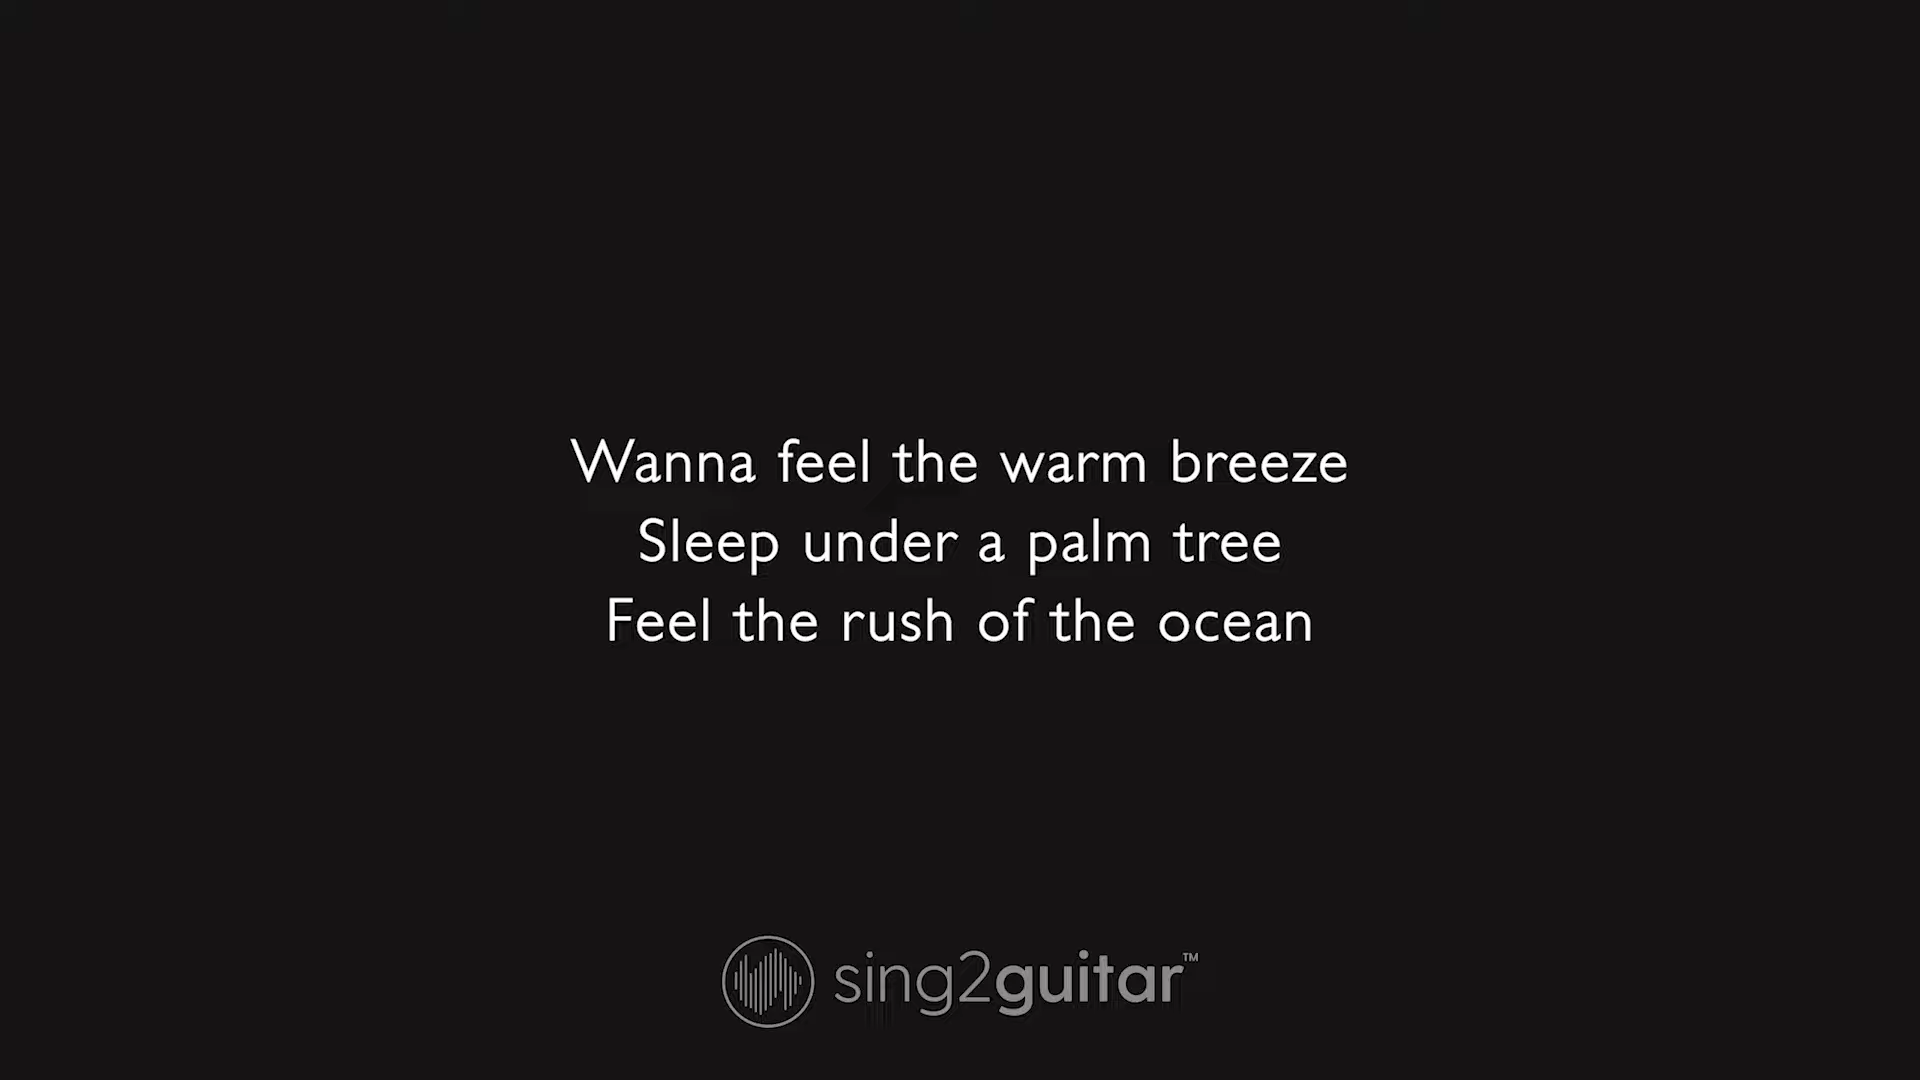 Wanna feel the warm breeze
Sleep under a palm tree
Feel the rush of the ocean
sing2guitar™